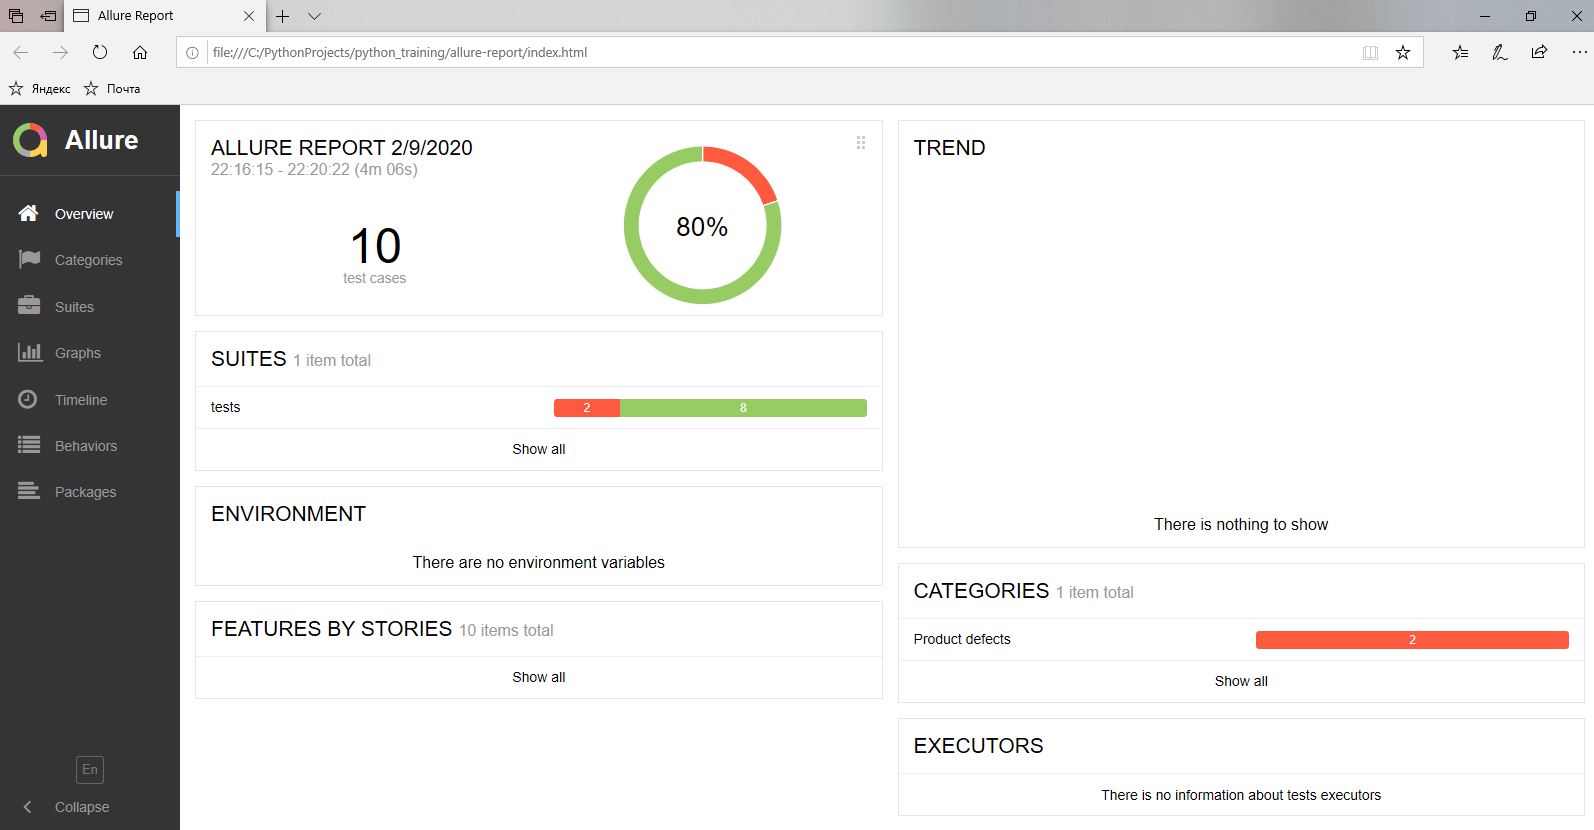 Allure Report
file:///C:/PythonProjects/python_training/allure-report/index.html
Яндекс
Почта
Allure
Overview
Categories
Suites
Graphs
Timeline
Behaviors
Packages
En
Collapse
ALLURE REPORT 2/9/2020
22:16:15 - 22:20:22 (4m 06s)
10
test cases
80%
SUITES 1 item total
tests 2 8
Show all
ENVIRONMENT
There are no environment variables
FEATURES BY STORIES 10 items total
Show all
TREND
There is nothing to show
CATEGORIES 1 item total
Product defects 2
Show all
EXECUTORS
There is no information about tests executors